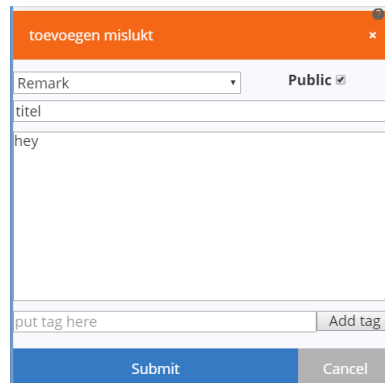 ?
toevoegen mislukt ×
Remark Public
titel
hey
put tag here Add tag
Submit Cancel